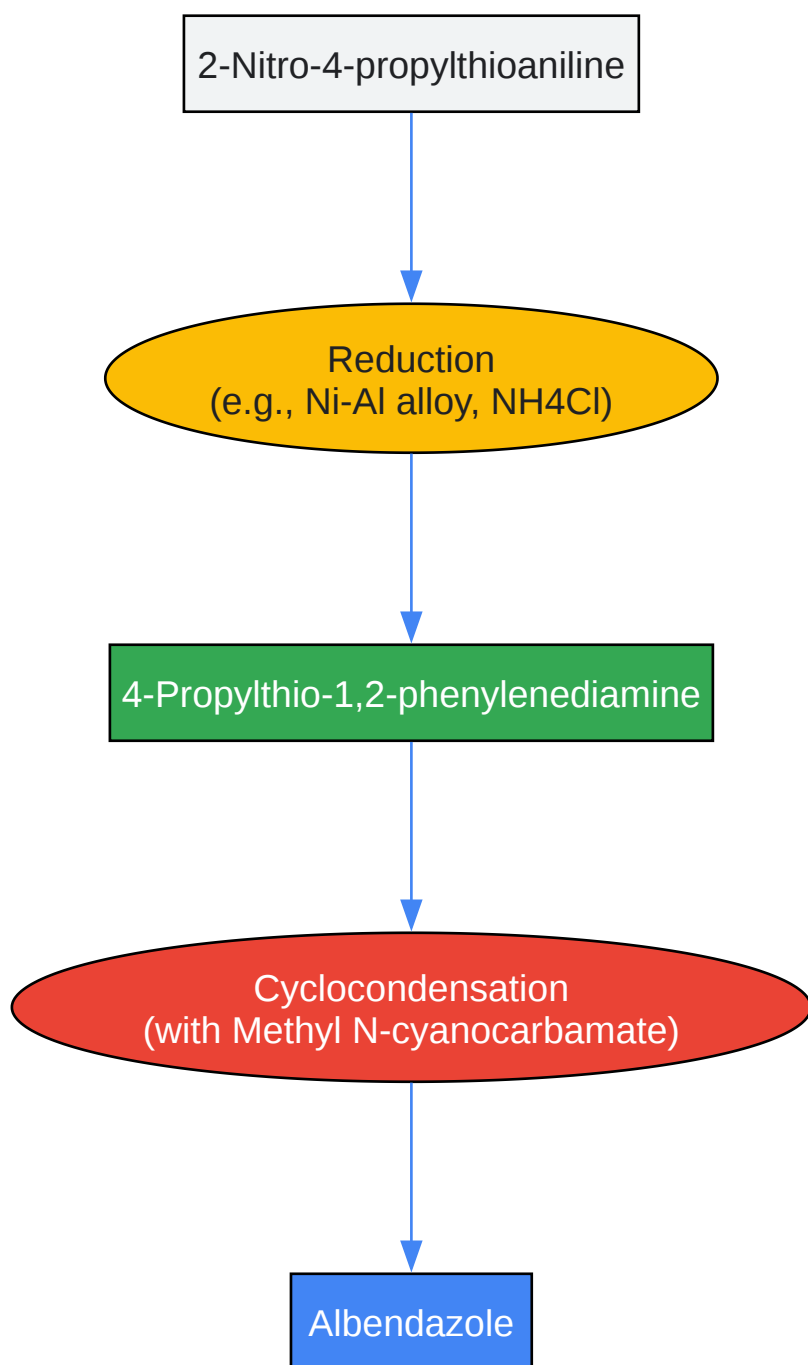 2-Nitro-4-propylthioaniline
Reduction
(e.g., Ni-Al alloy, NH4Cl)
4-Propylthio-1,2-phenylenediamine
Cyclocondensation
(with Methyl N-cyanocarbamate)
Albendazole